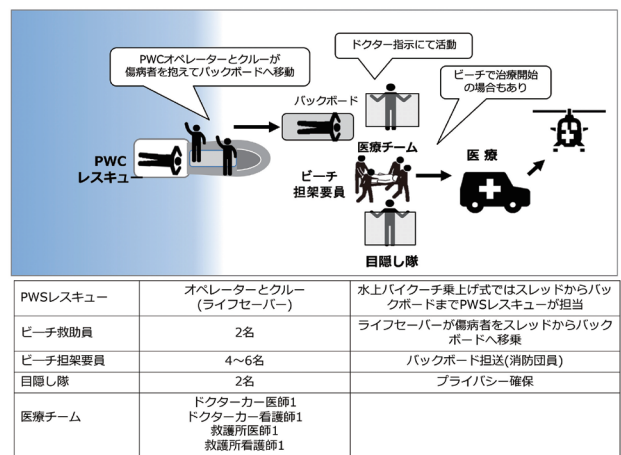 PWCオペレーターとクルーが
傷病者を抱えてバックボードへ移動
ドクター指示にて活動
ビーチで治療開始
の場合もあり
バックボード
医療チーム
医 療
PWC
レスキュー
ビーチ
担架要員
目隠し隊
PWSレスキュー
オペレーターとクルー
(ライフセーバー)
水上バイクーチ乗上げ式ではスレッドからバッ
クボードまでPWSレスキューが担当
ビーチ救助員
2名
ライフセーバーが傷病者をスレッドからバック
ボードへ移乗
ビーチ担架要員
4～6名
バックボード担送(消防団員)
目隠し隊
2名
プライバシー確保
医療チーム
ドクターカー医師1
ドクターカー看護師1
救護所医師1
救護所看護師1